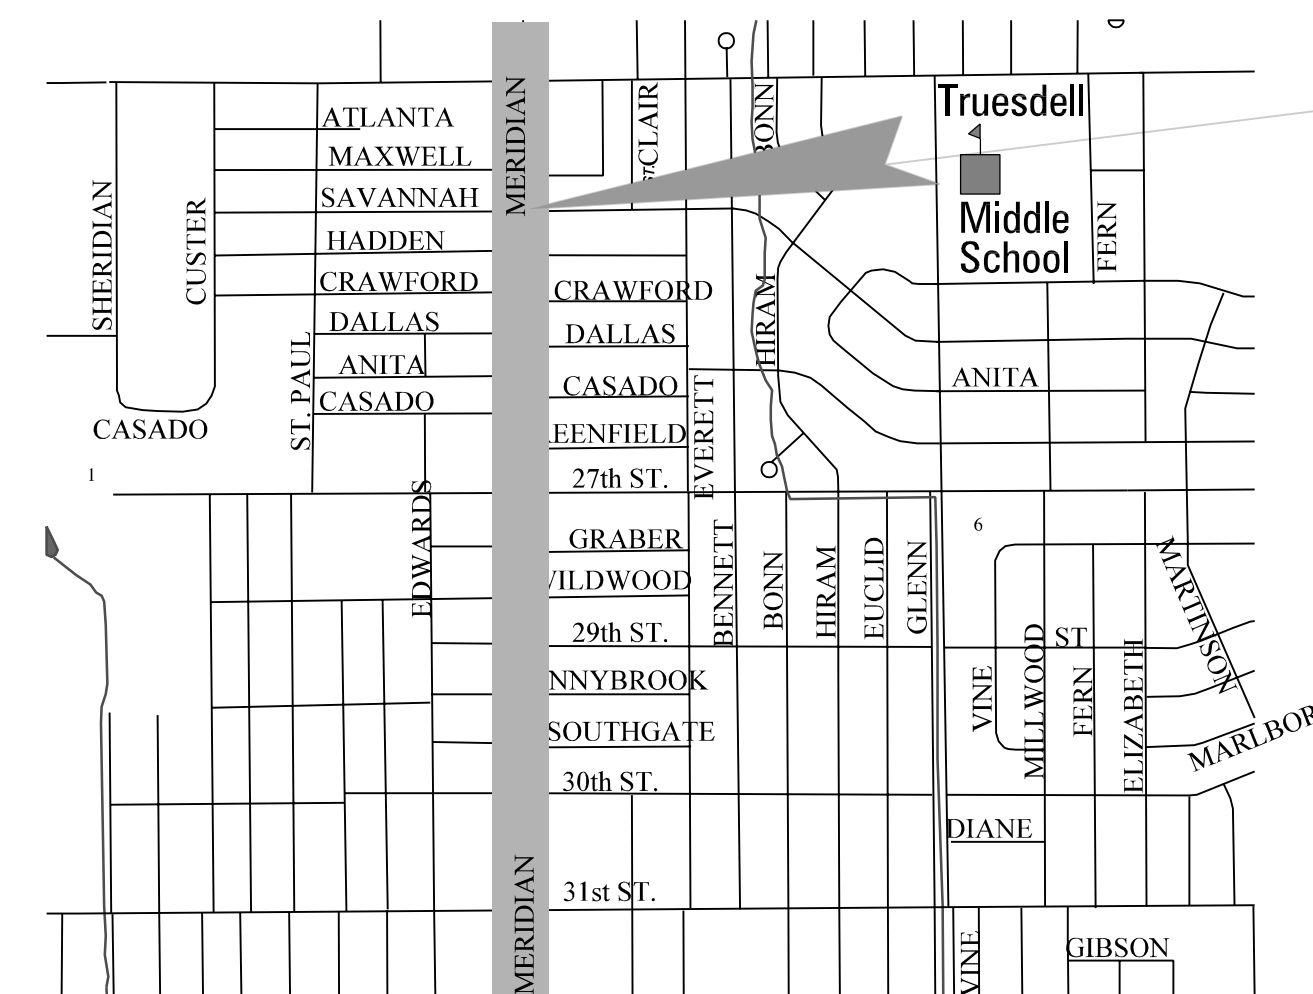 ATLANTA
MAXWELL
SAVANNAH
HADDEN
CRAWFORD
DALLAS
ANITA
CASADO
SHERIDIAN
CUSTER
ST. PAUL
CASADO
1
EDWARDS
MERIDIAN
ST. CLAIR
BONN
HIRAM
Truesdell
Middle
School
FERN
CRAWFORD
DALLAS
CASADO
EENFIELD
27th ST.
EVERETT
ANITA
6
GRABER
ILDWOOD
29th ST.
NNYBROOK
SOUTHGATE
30th ST.
31st ST.
BENNETT
BONN
HIRAM
EUCLID
GLENN
VINE
MILLWOOD
ST
FERN
ELIZABETH
MARTINSON
MARLBOR
DIANE
MERIDIAN
VINE
GIBSON